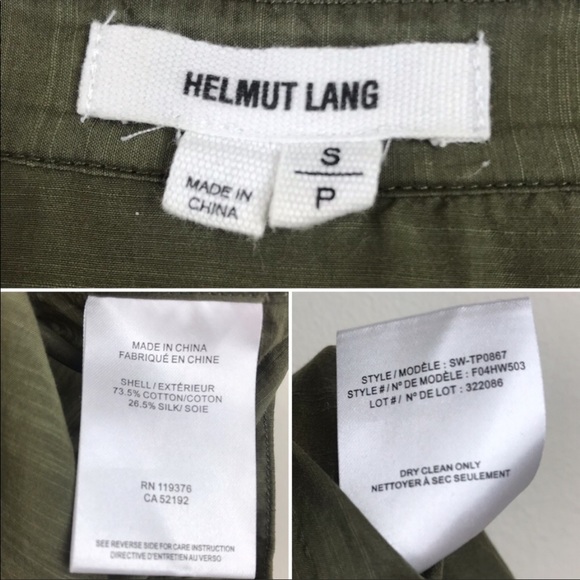 HELMUT LANG
MADE IN
CHINA
S
P
MADE IN CHINA
FABRIQUÉ EN CHINE
SHELL / EXTÉRIEUR
73.5% COTTON/COTON
26.5% SILK/ SOIE
RN 119376
CA 52192
SEE REVERSE SIDE FOR CARE INSTRUCTION
DIRECTIVE D'ENTRETIEN AU VERSO
STYLE / MODÈLE : SW-TP0867
STYLE # / Nº DE MODÈLE : F04HW503
LOT # / Nº DE LOT : 322086
DRY CLEAN ONLY
NETTOYER À SEC SEULEMENT